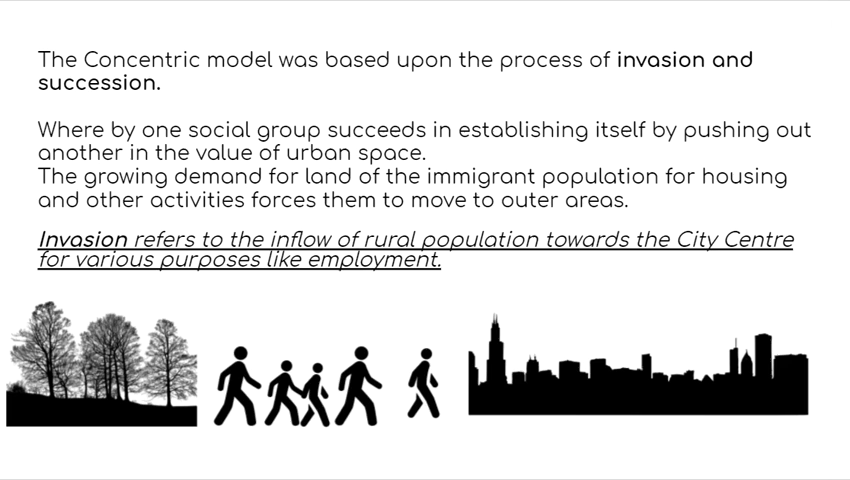 The Concentric model was based upon the process of invasion and
succession.
Where by one social group succeeds in establishing itself by pushing out
another in the value of urban space.
The growing demand for land of the immigrant population for housing
and other activities forces them to move to outer areas.
Invasion refers to the inflow of rural population towards the City Centre
for various purposes like employment.